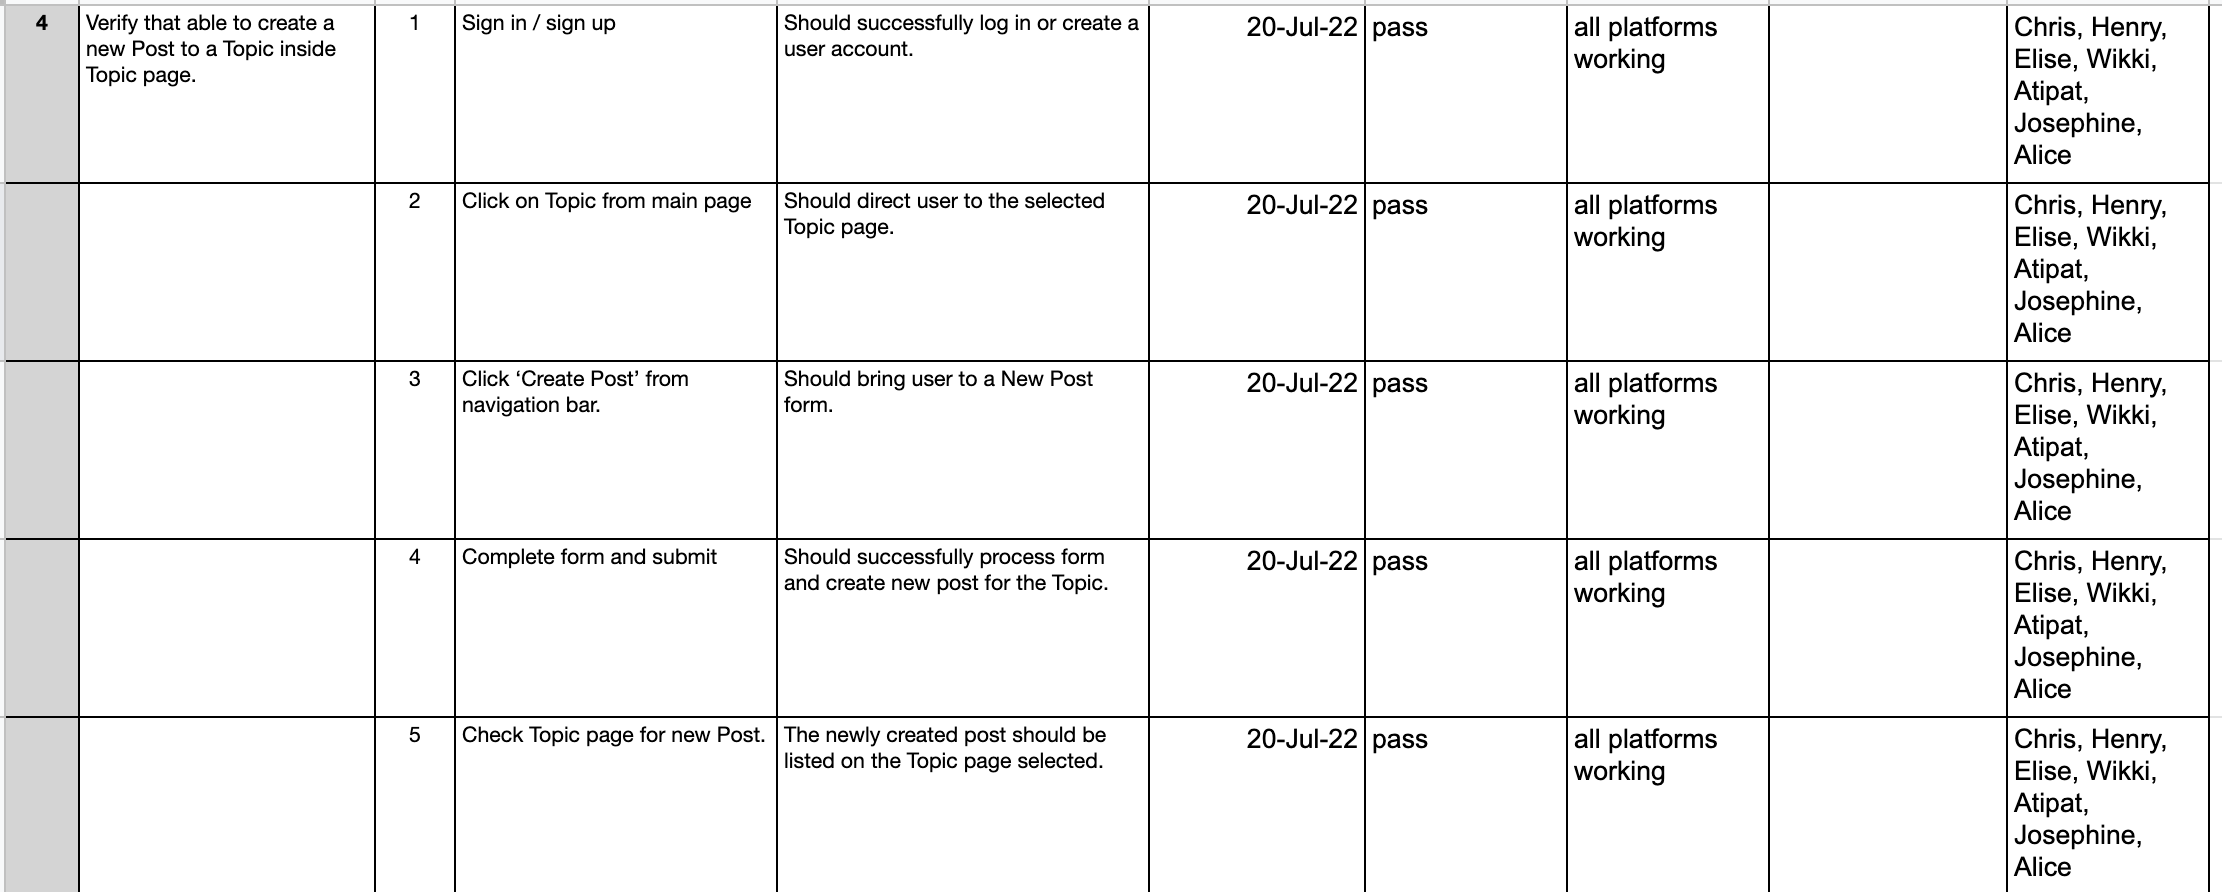 4
Verify that able to create a
new Post to a Topic inside
Topic page.
1
Sign in / sign up
Should successfully log in or create a
user account.
20-Jul-22
pass
all platforms
working
Chris, Henry,
Elise, Wikki,
Atipat,
Josephine,
Alice
2
Click on Topic from main page
Should direct user to the selected
Topic page.
20-Jul-22
pass
all platforms
working
Chris, Henry,
Elise, Wikki,
Atipat,
Josephine,
Alice
3
Click ‘Create Post’ from
navigation bar.
Should bring user to a New Post
form.
20-Jul-22
pass
all platforms
working
Chris, Henry,
Elise, Wikki,
Atipat,
Josephine,
Alice
4
Complete form and submit
Should successfully process form
and create new post for the Topic.
20-Jul-22
pass
all platforms
working
Chris, Henry,
Elise, Wikki,
Atipat,
Josephine,
Alice
5
Check Topic page for new Post.
The newly created post should be
listed on the Topic page selected.
20-Jul-22
pass
all platforms
working
Chris, Henry,
Elise, Wikki,
Atipat,
Josephine,
Alice